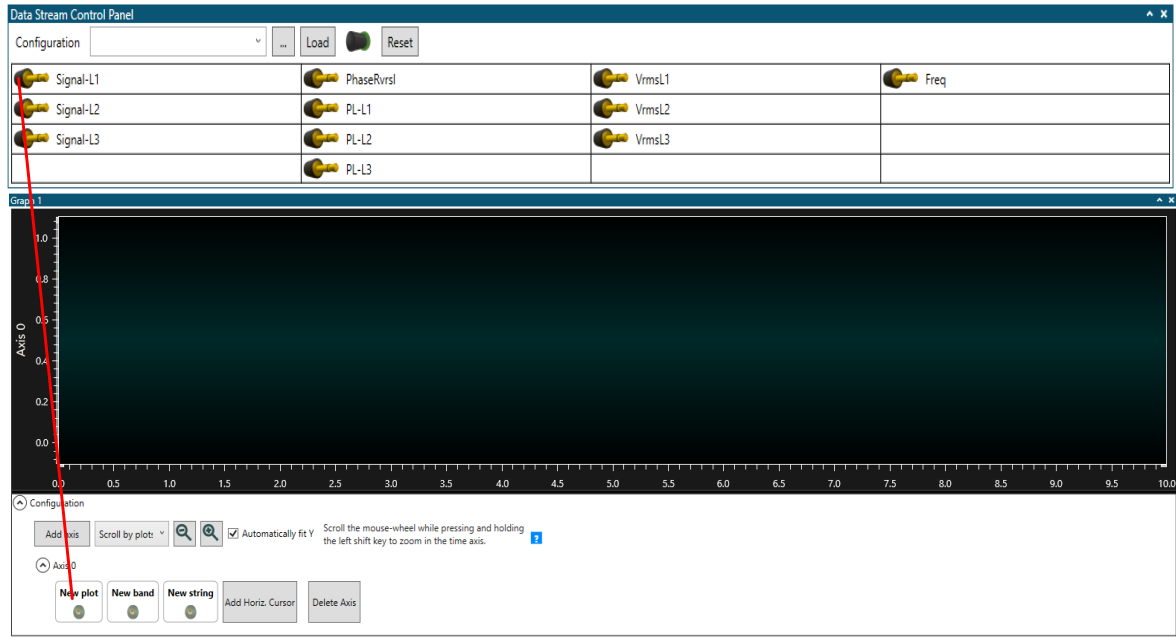 Data Stream Control Panel
Configuration ... Load Reset
Signal-L1 PhaseRvrsl VrmsL1 Freq
Signal-L2 PL-L1 VrmsL2
Signal-L3 PL-L2 VrmsL3
PL-L3
Graph 1
1.0
0.8
0.6
Axis 0
0.4
0.2
0.0
0.0 0.5 1.0 1.5 2.0 2.5 3.0 3.5 4.0 4.5 5.0 5.5 6.0 6.5 7.0 7.5 8.0 8.5 9.0 9.5 10.0
Configuration
Add axis Scroll by plot: Automatically fit Y Scroll the mouse-wheel while pressing and holding
the left shift key to zoom in the time axis. ?
Axis 0
New plot New band New string Add Horiz. Cursor Delete Axis